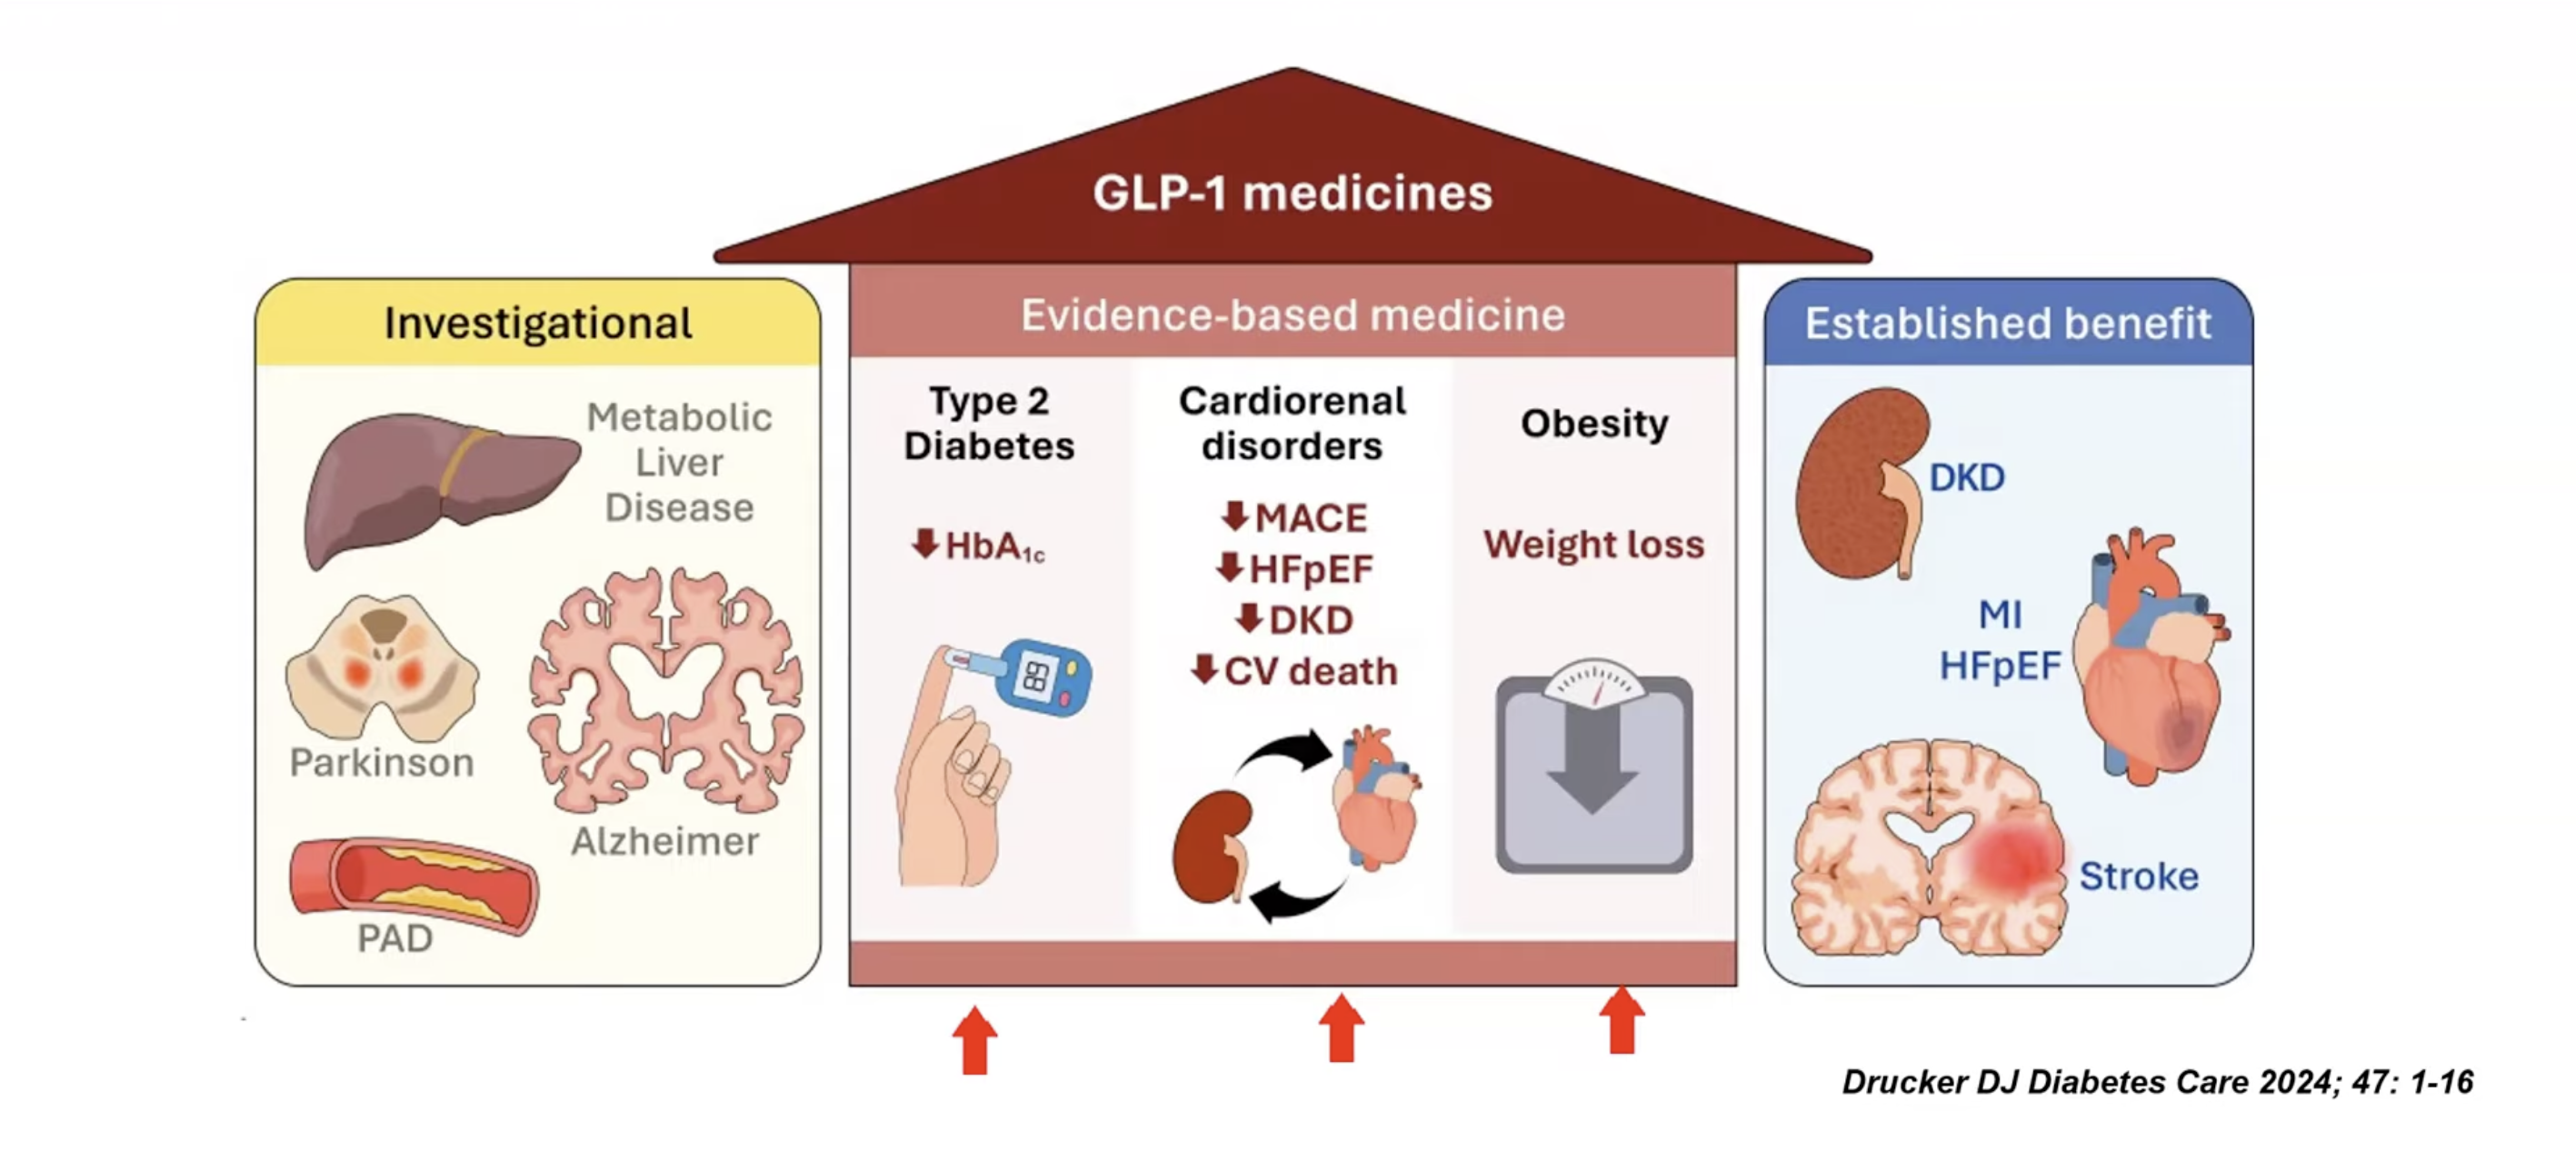 GLP-1 medicines
Investigational
Metabolic
Liver
Disease
Parkinson
Alzheimer
PAD
Evidence-based medicine
Type 2
Diabetes
HbA1c
89
Cardiorenal
disorders
MACE
HFpEF
DKD
CV death
Obesity
Weight loss
Established benefit
DKD
MI
HFpEF
Stroke
Drucker DJ Diabetes Care 2024; 47: 1-16